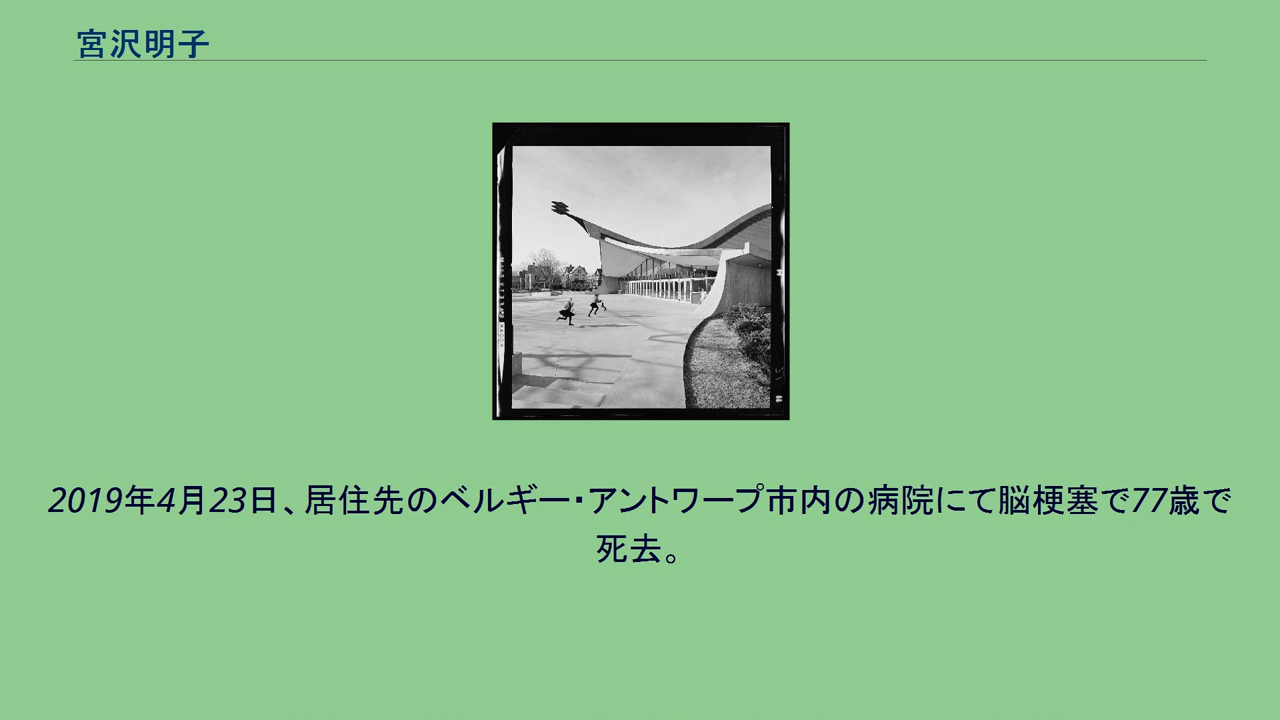 宮沢明子
2019年4月23日、居住先のベルギー・アントワープ市内の病院にて脳梗塞で77歳で
死去。